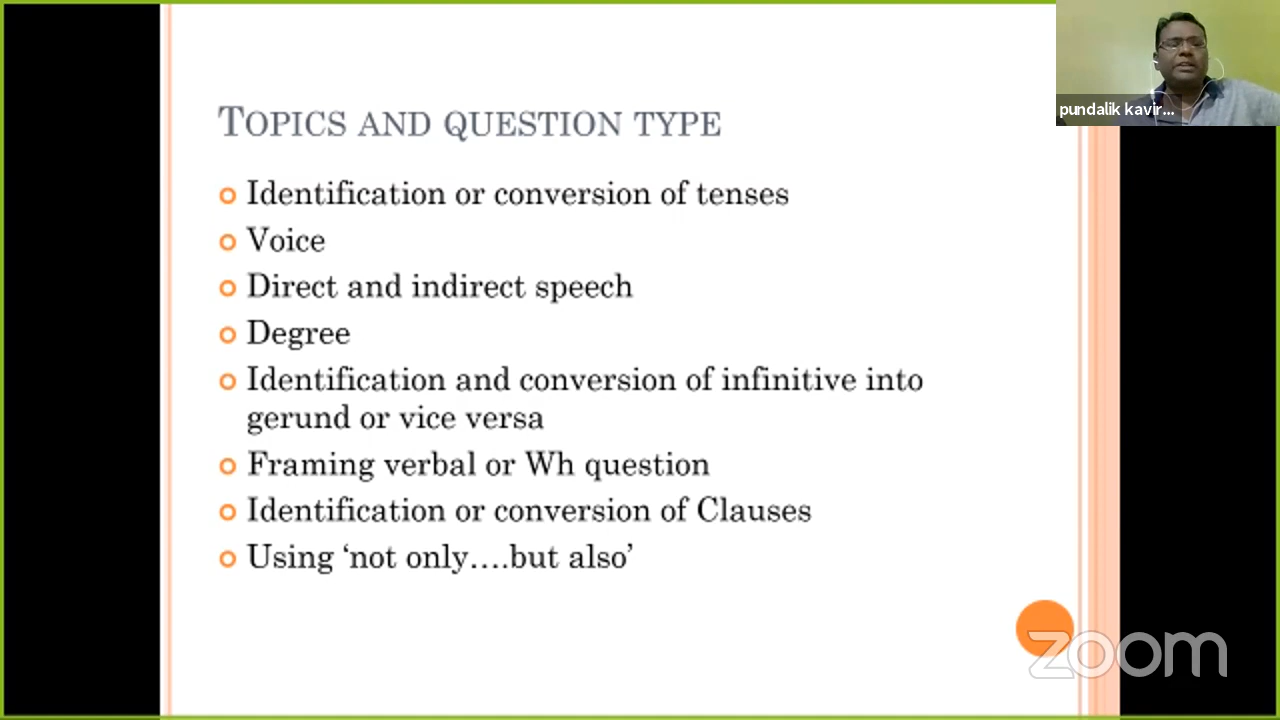 pundalik kavir...
TOPICS AND QUESTION TYPE
Identification or conversion of tenses
Voice
Direct and indirect speech
Degree
Identification and conversion of infinitive into
gerund or vice versa
Framing verbal or Wh question
Identification or conversion of Clauses
Using ‘not only....but also’
zoom